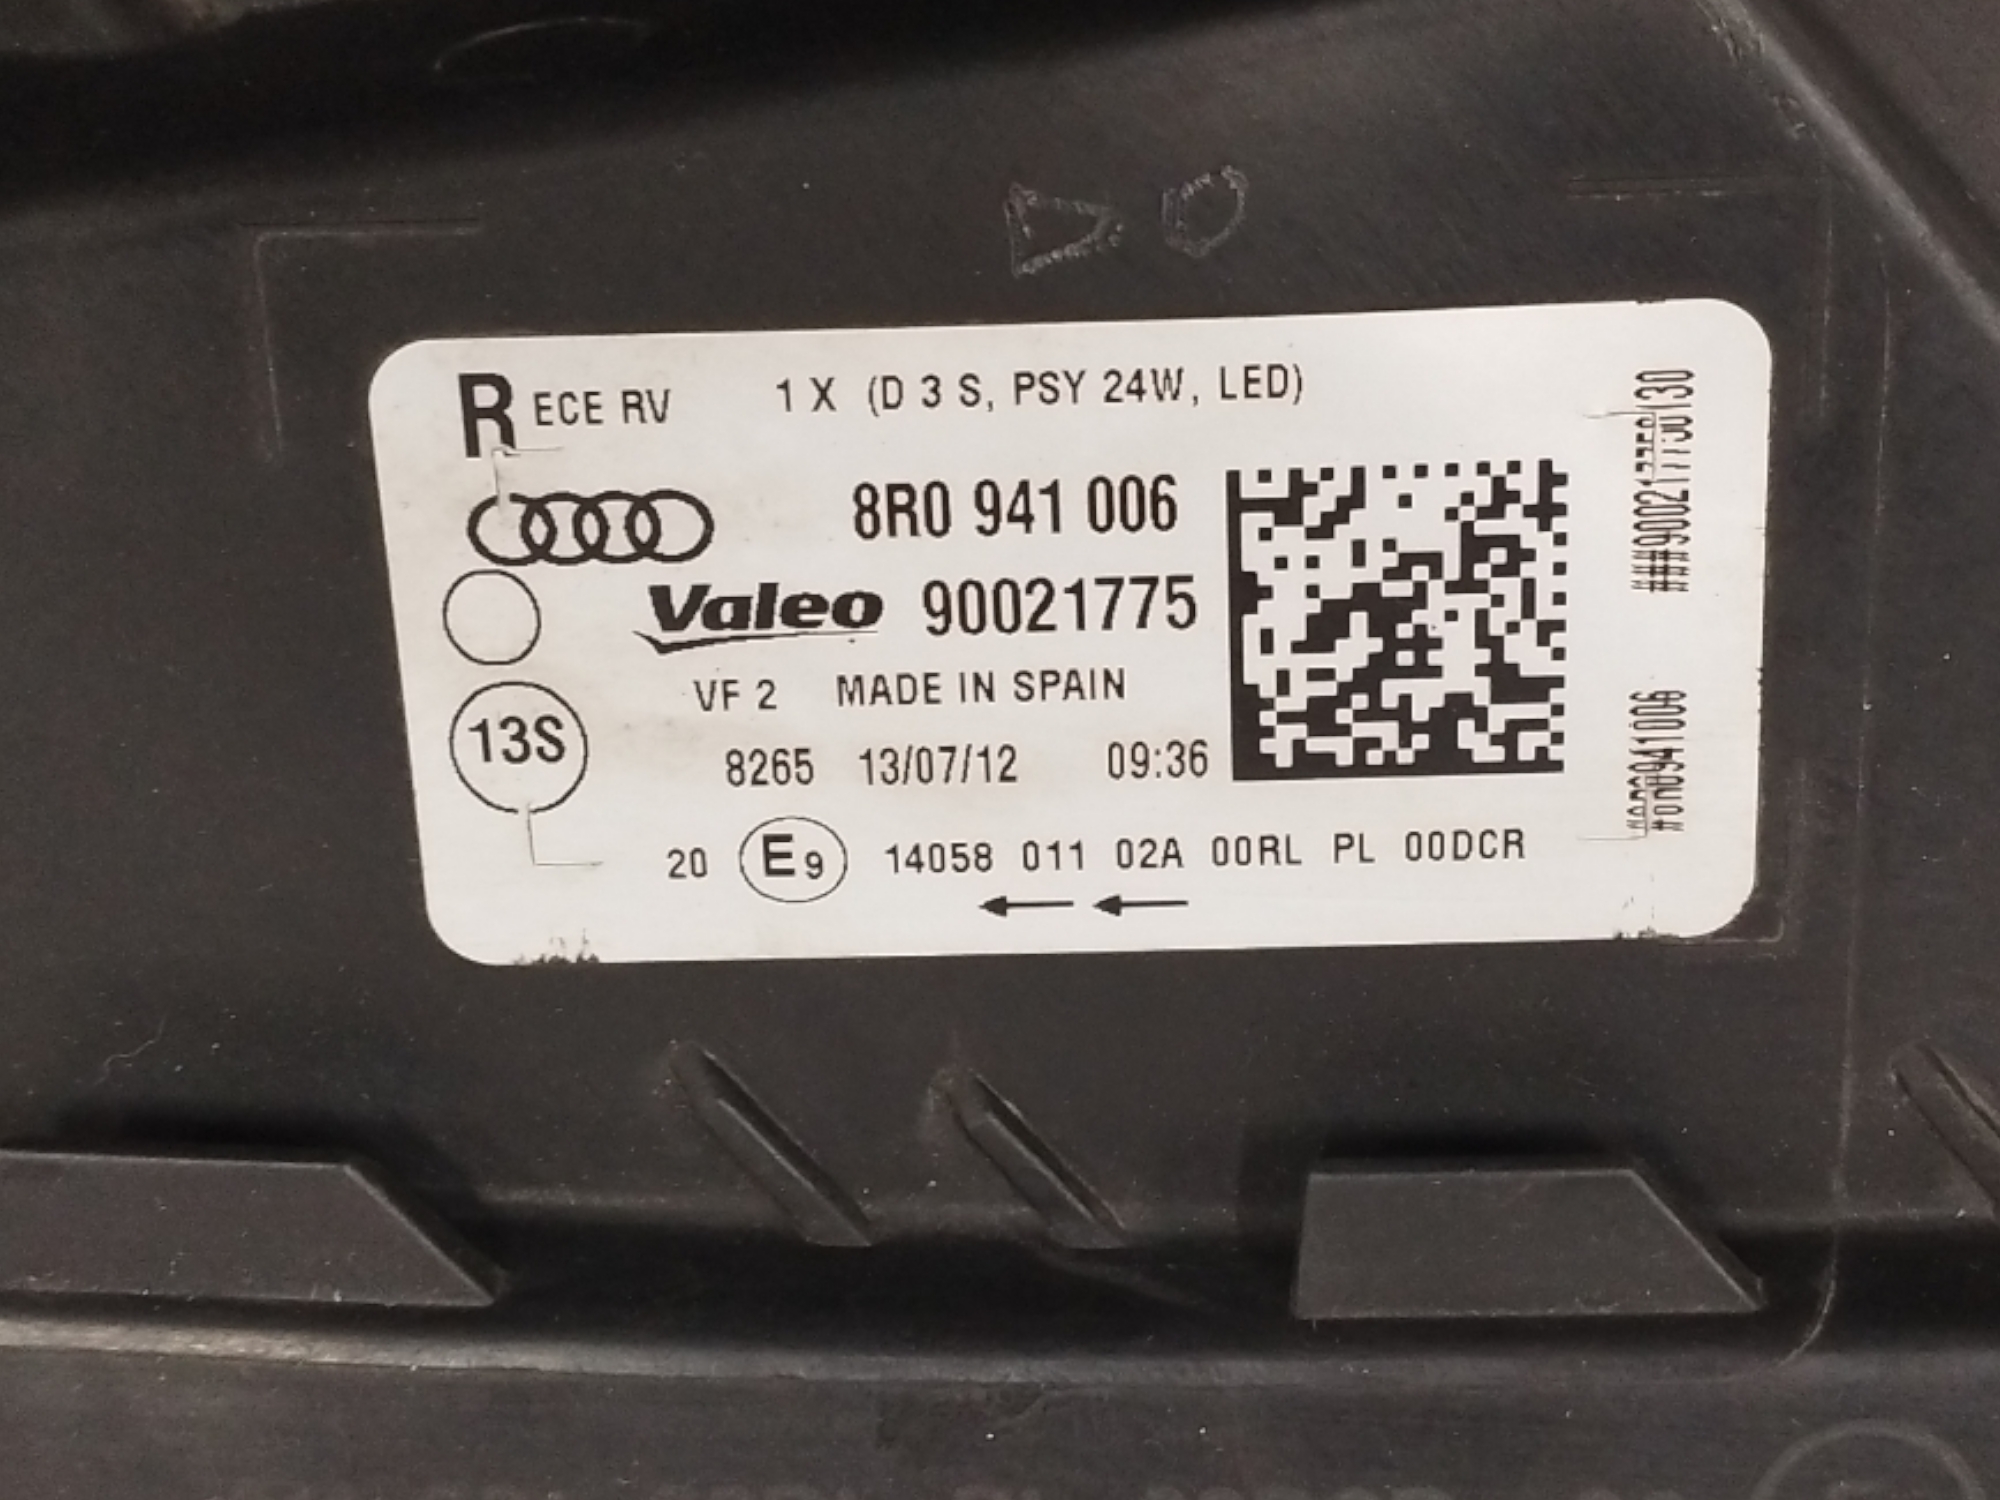 R ECE RV 1 X (D 3 S, PSY 24W, LED)
8R0 941 006
Valeo 90021775
VF 2 MADE IN SPAIN
13S
8265 13/07/12 09:36
20 E9 14058 011 02A 00RL PL 00DCR